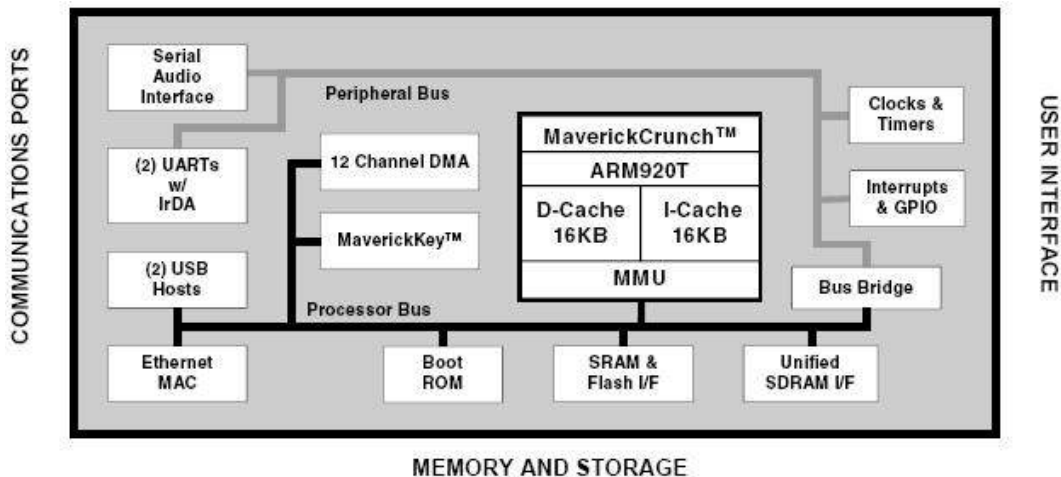 COMMUNICATIONS PORTS
Serial
Audio
Interface
Peripheral Bus
(2) UARTs
w/
IrDA
12 Channel DMA
MaverickKey™
(2) USB
Hosts
Processor Bus
MaverickCrunch™
ARM920T
D-Cache
16KB
I-Cache
16KB
MMU
Clocks &
Timers
Interrupts
& GPIO
Bus Bridge
Ethernet
MAC
Boot
ROM
SRAM &
Flash I/F
Unified
SDRAM I/F
USER INTERFACE
MEMORY AND STORAGE